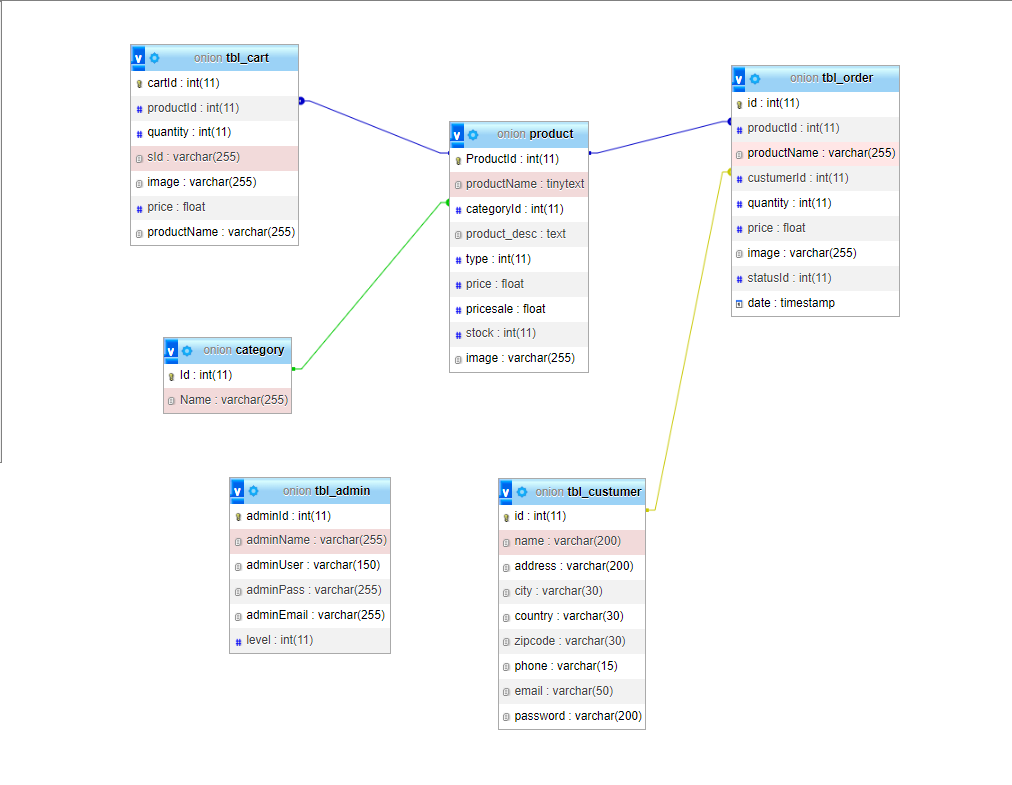 v onion tbl_cart
cartId : int(11)
# productId : int(11)
# quantity : int(11)
sId : varchar(255)
image : varchar(255)
# price : float
productName : varchar(255)
v onion product
ProductId : int(11)
productName : tinytext
# categoryId : int(11)
product_desc : text
# type : int(11)
# price : float
# pricesale : float
# stock : int(11)
image : varchar(255)
v onion tbl_order
id : int(11)
# productId : int(11)
productName : varchar(255)
# custumerId : int(11)
# quantity : int(11)
# price : float
image : varchar(255)
# statusId : int(11)
date : timestamp
v onion category
Id : int(11)
Name : varchar(255)
v onion tbl_admin
adminId : int(11)
adminName : varchar(255)
adminUser : varchar(150)
adminPass : varchar(255)
adminEmail : varchar(255)
# level : int(11)
v onion tbl_custumer
id : int(11)
name : varchar(200)
address : varchar(200)
city : varchar(30)
country : varchar(30)
zipcode : varchar(30)
phone : varchar(15)
email : varchar(50)
password : varchar(200)